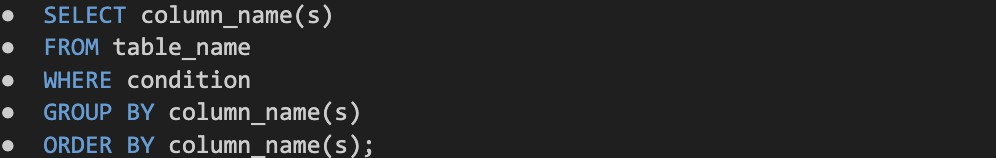 ● SELECT column_name(s)
● FROM table_name
● WHERE condition
● GROUP BY column_name(s)
● ORDER BY column_name(s);